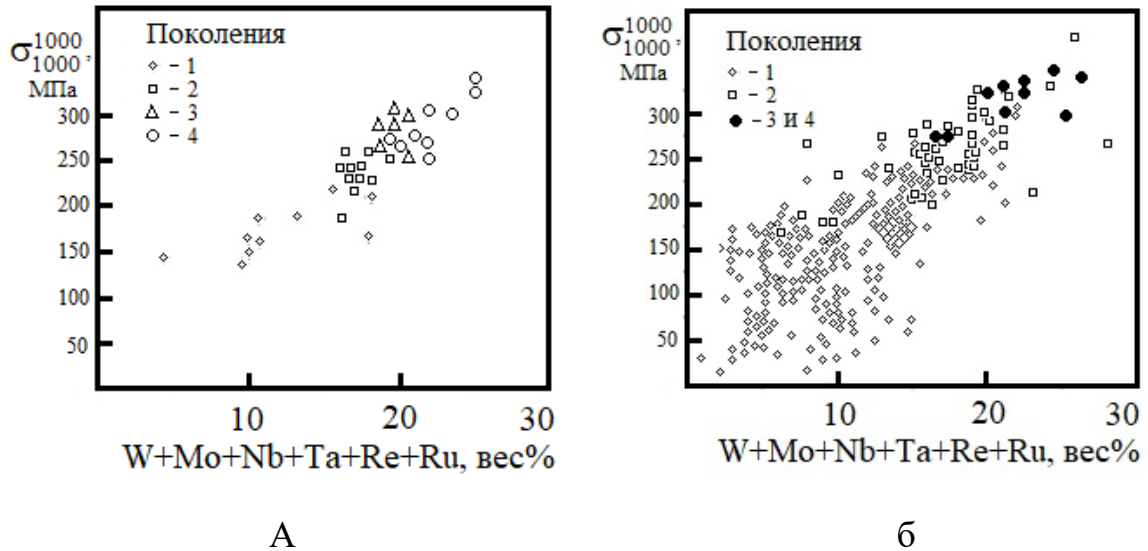 σ 1000 1000 ,
МПа
Поколения
- 1
- 2
- 3
- 4
300
250
200
150
100
50
10 20 30
W+Mo+Nb+Ta+Re+Ru, вес%
А
σ 1000 1000 ,
МПа
Поколения
- 1
- 2
- 3 и 4
300
250
200
150
100
50
10 20 30
W+Mo+Nb+Ta+Re+Ru, вес%
б